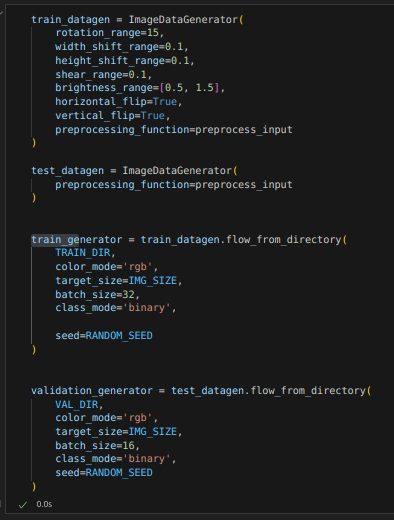 train_datagen = ImageDataGenerator(
    rotation_range=15,
    width_shift_range=0.1,
    height_shift_range=0.1,
    shear_range=0.1,
    brightness_range=[0.5, 1.5],
    horizontal_flip=True,
    vertical_flip=True,
    preprocessing_function=preprocess_input
)
test_datagen = ImageDataGenerator(
    preprocessing_function=preprocess_input
)
train_generator = train_datagen.flow_from_directory(
    TRAIN_DIR,
    color_mode='rgb',
    target_size=IMG_SIZE,
    batch_size=32,
    class_mode='binary',
    seed=RANDOM_SEED
)
validation_generator = test_datagen.flow_from_directory(
    VAL_DIR,
    color_mode='rgb',
    target_size=IMG_SIZE,
    batch_size=16,
    class_mode='binary',
    seed=RANDOM_SEED
)
0.0s